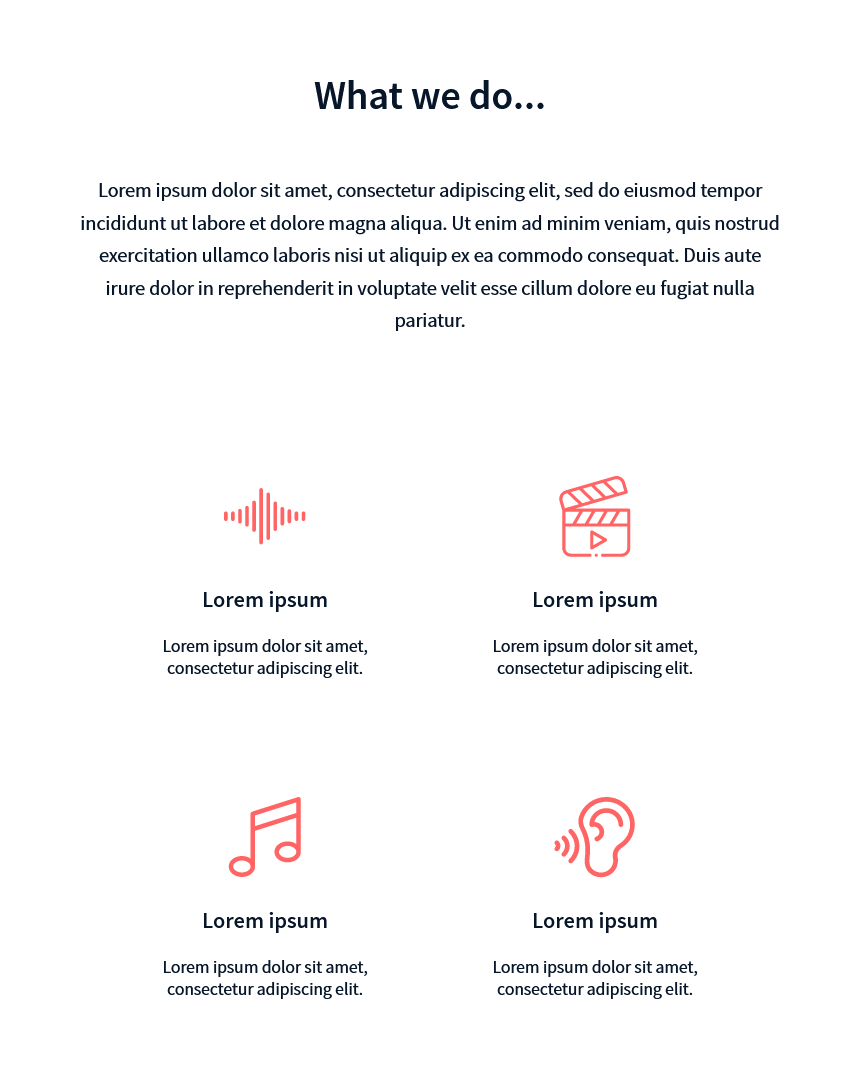 What we do...
Lorem ipsum dolor sit amet, consectetur adipiscing elit, sed do eiusmod tempor
incididunt ut labore et dolore magna aliqua. Ut enim ad minim veniam, quis nostrud
exercitation ullamco laboris nisi ut aliquip ex ea commodo consequat. Duis aute
irure dolor in reprehenderit in voluptate velit esse cillum dolore eu fugiat nulla
pariatur.
Lorem ipsum
Lorem ipsum dolor sit amet,
consectetur adipiscing elit.
Lorem ipsum
Lorem ipsum dolor sit amet,
consectetur adipiscing elit.
Lorem ipsum
Lorem ipsum dolor sit amet,
consectetur adipiscing elit.
Lorem ipsum
Lorem ipsum dolor sit amet,
consectetur adipiscing elit.